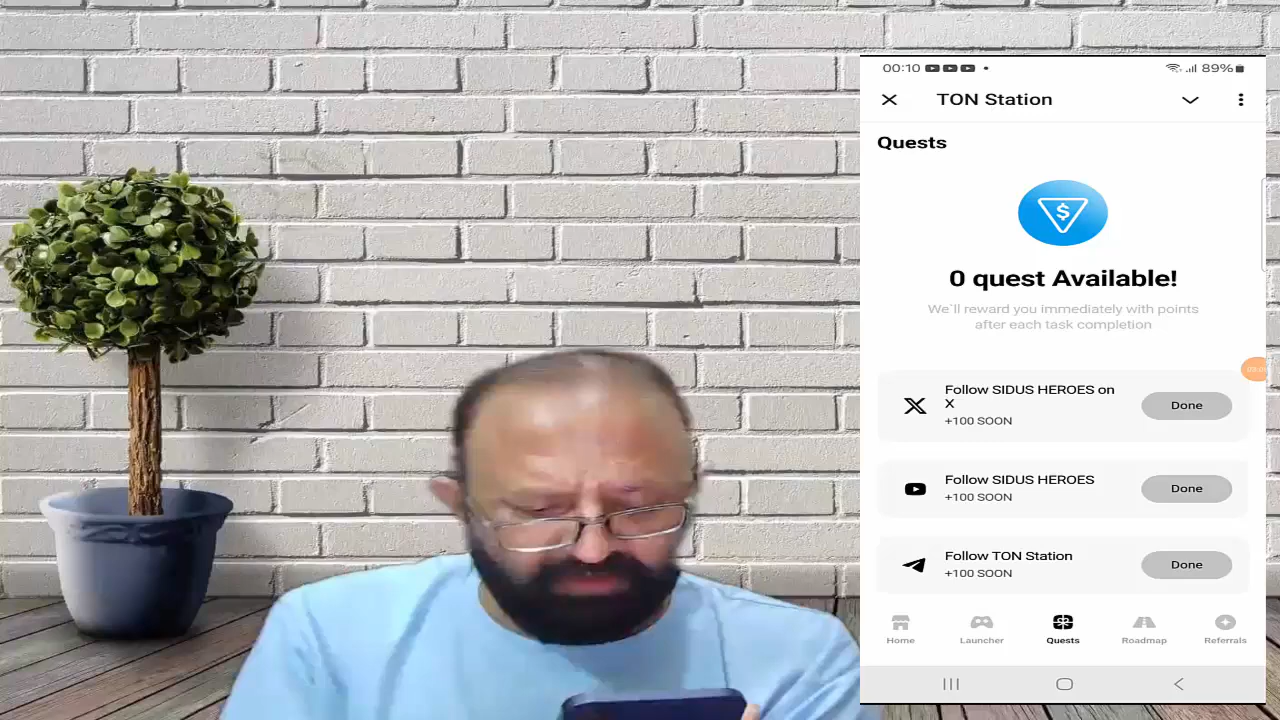 00:10 89%
TON Station
Quests
$
0 quest Available!
We`ll reward you immediately with points
after each task completion
Follow SIDUS HEROES on
X
+100 SOON
Done
Follow SIDUS HEROES
+100 SOON
Done
Follow TON Station
+100 SOON
Done
Home Launcher Quests Roadmap Referrals